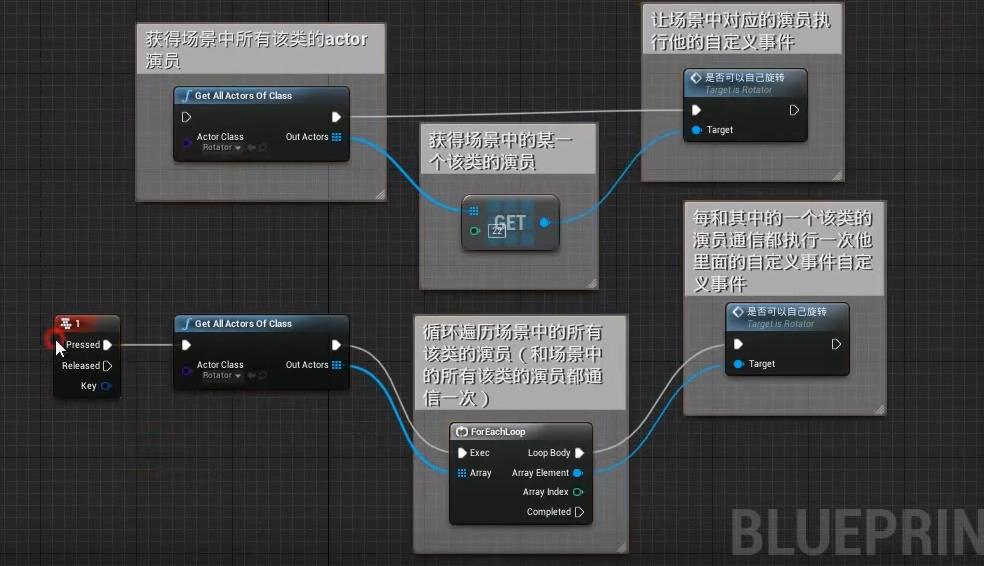 获得场景中所有该类的actor
演员
Get All Actors Of Class
Actor Class
Rotator
Out Actors
获得场景中的某一
个该类的演员
GET
22
让场景中对应的演员执
行他的自定义事件
是否可以自己旋转
Target is Rotator
Target
1
Pressed
Released
Key
Get All Actors Of Class
Actor Class
Rotator
Out Actors
循环遍历场景中的所有
该类的演员（和场景中
的所有该类的演员都通
信一次）
ForEachLoop
Exec
Loop Body
Array
Array Element
Array Index
Completed
每和其中的一个该类的
演员通信都执行一次他
里面的自定义事件自定
义事件
是否可以自己旋转
Target is Rotator
Target
BLUEPRIN